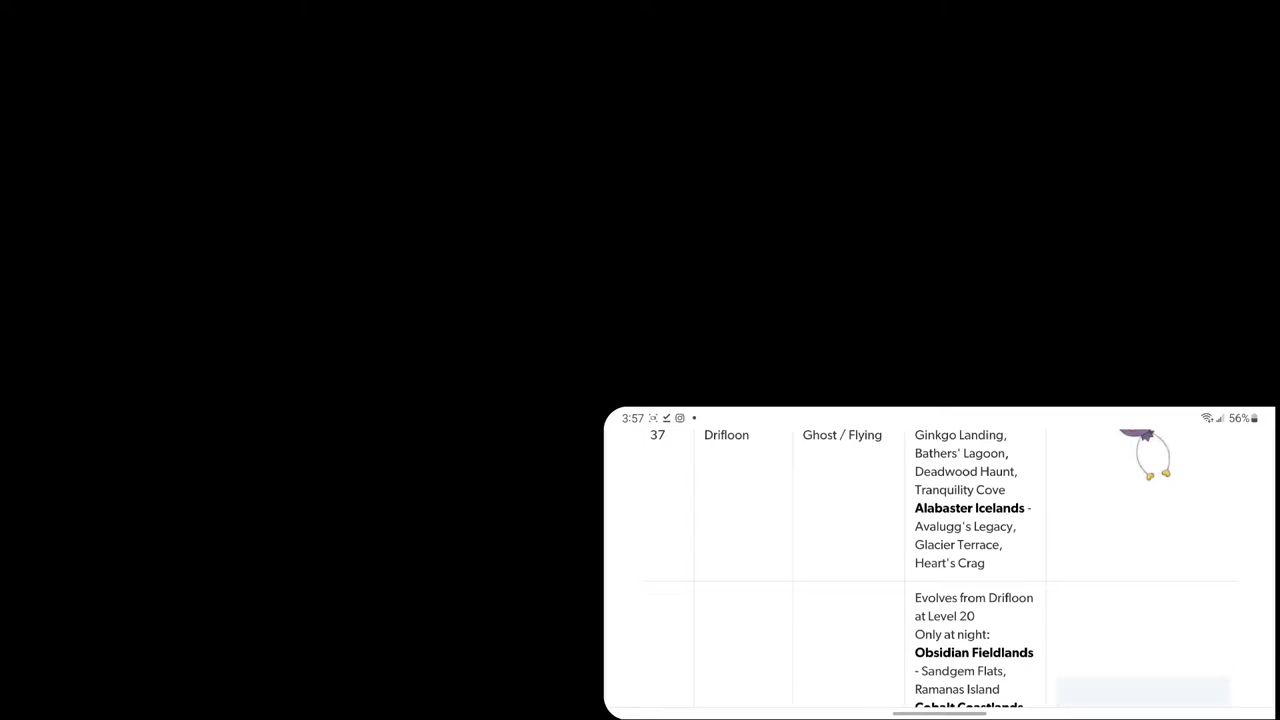 3:57 56%
37 Drifloon Ghost / Flying Ginkgo Landing,
Bathers' Lagoon,
Deadwood Haunt,
Tranquility Cove
Alabaster Icelands -
Avalugg's Legacy,
Glacier Terrace,
Heart's Crag
Evolves from Drifloon
at Level 20
Only at night:
Obsidian Fieldlands
- Sandgem Flats,
Ramanas Island
Cobalt Coastlands